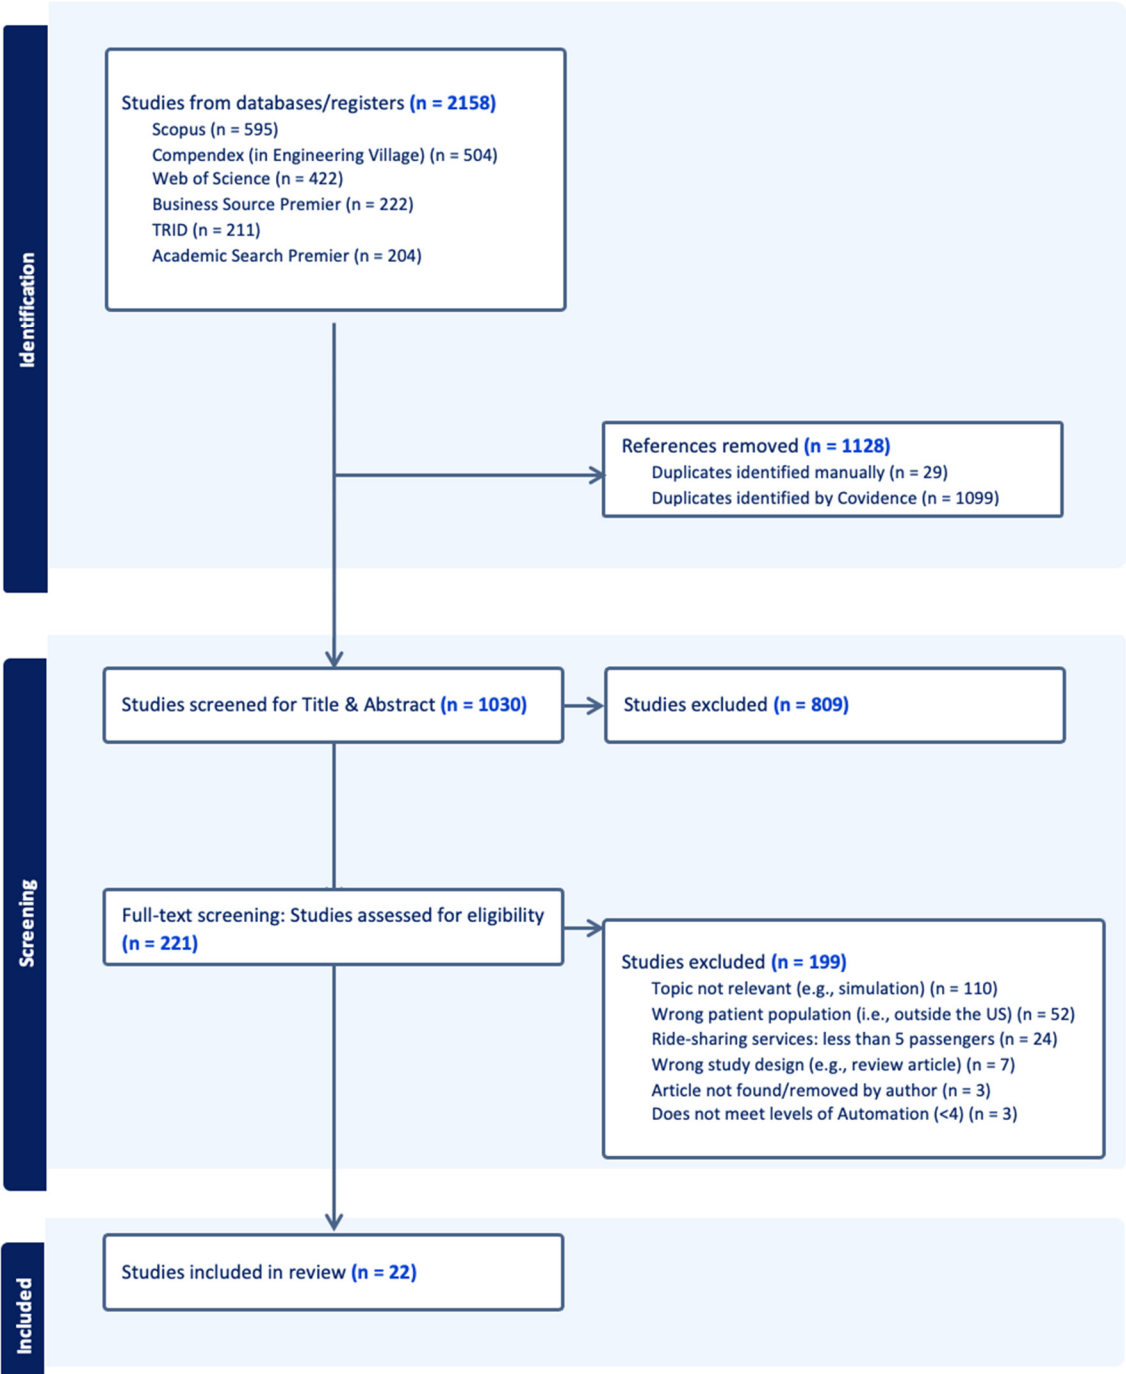 Identification
Studies from databases/registers (n = 2158)
Scopus (n = 595)
Compendex (in Engineering Village) (n = 504)
Web of Science (n = 422)
Business Source Premier (n = 222)
TRID (n = 211)
Academic Search Premier (n = 204)
References removed (n = 1128)
Duplicates identified manually (n = 29)
Duplicates identified by Covidence (n = 1099)
Screening
Studies screened for Title & Abstract (n = 1030)
Studies excluded (n = 809)
Full-text screening: Studies assessed for eligibility
(n = 221)
Studies excluded (n = 199)
Topic not relevant (e.g., simulation) (n = 110)
Wrong patient population (i.e., outside the US) (n = 52)
Ride-sharing services: less than 5 passengers (n = 24)
Wrong study design (e.g., review article) (n = 7)
Article not found/removed by author (n = 3)
Does not meet levels of Automation (<4) (n = 3)
Included
Studies included in review (n = 22)